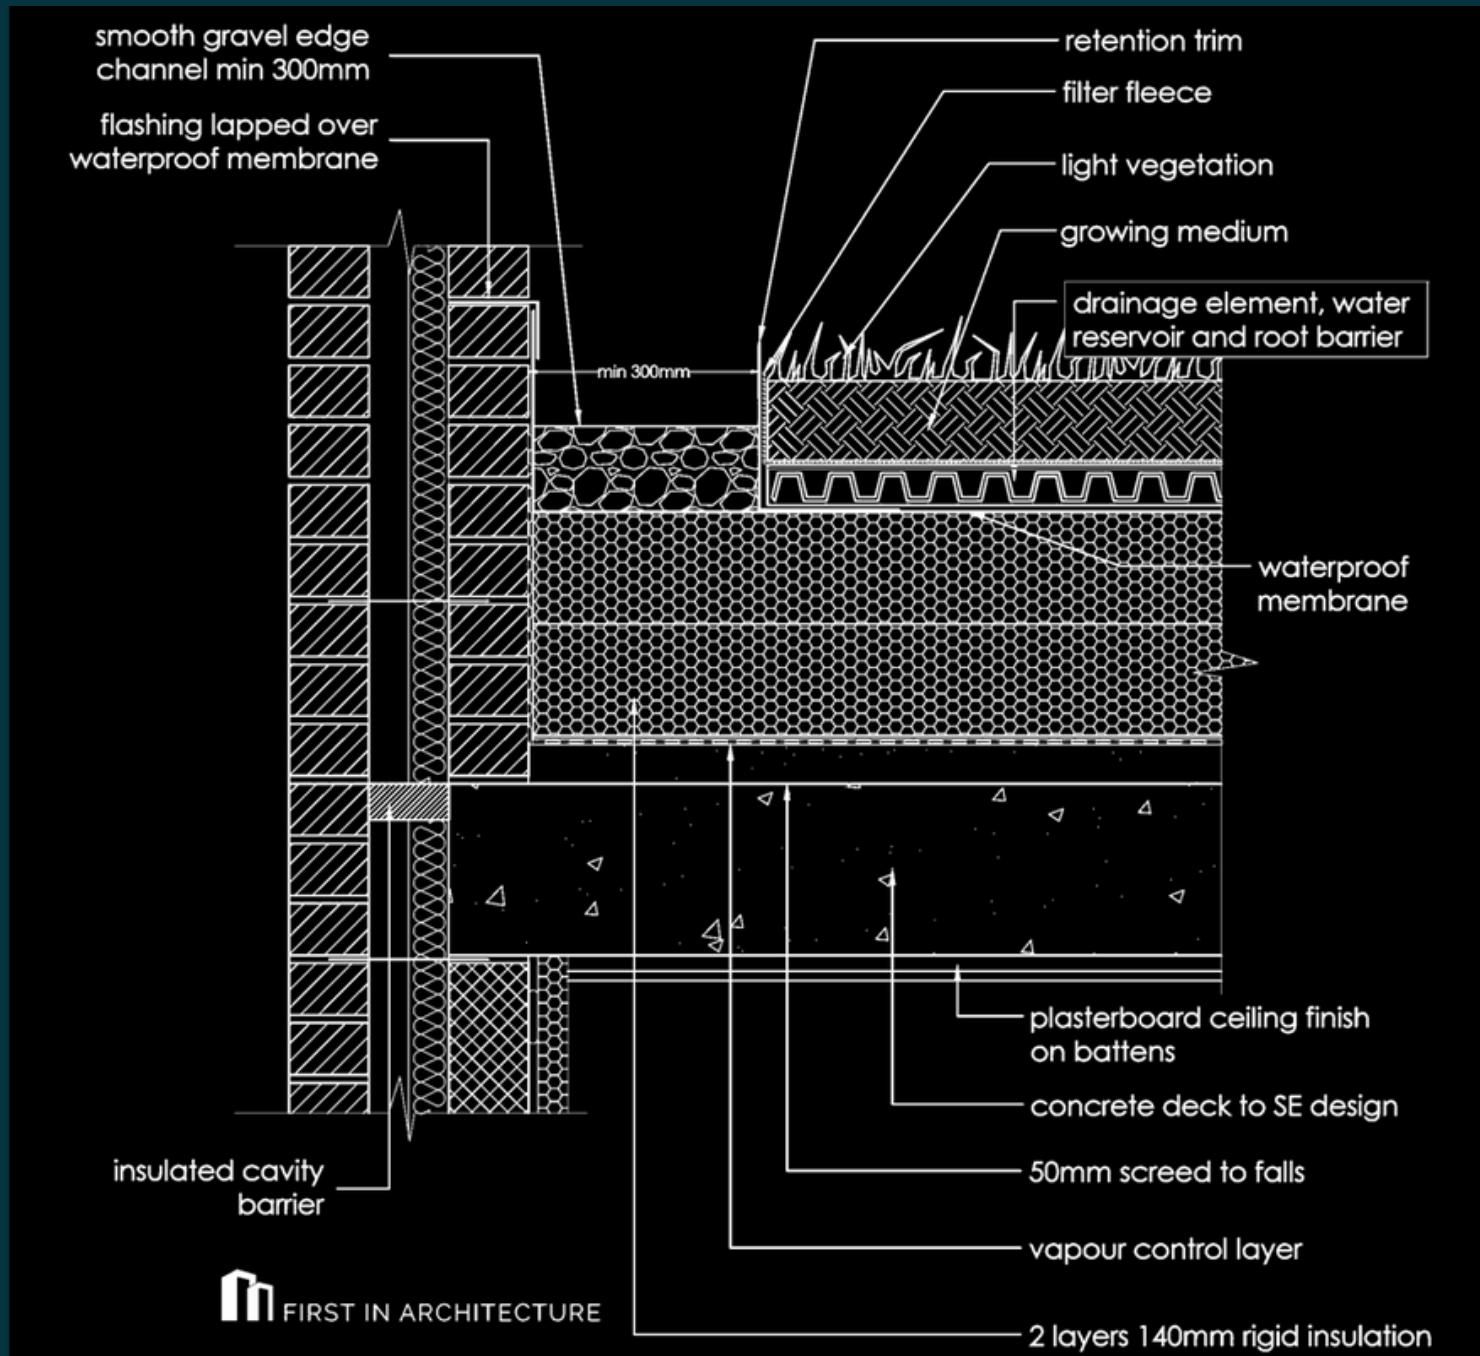 smooth gravel edge
channel min 300mm
flashing lapped over
waterproof membrane
retention trim
filter fleece
light vegetation
growing medium
drainage element, water
reservoir and root barrier
min 300mm
waterproof
membrane
plasterboard ceiling finish
on battens
concrete deck to SE design
50mm screed to falls
vapour control layer
2 layers 140mm rigid insulation
insulated cavity
barrier
FIRST IN ARCHITECTURE